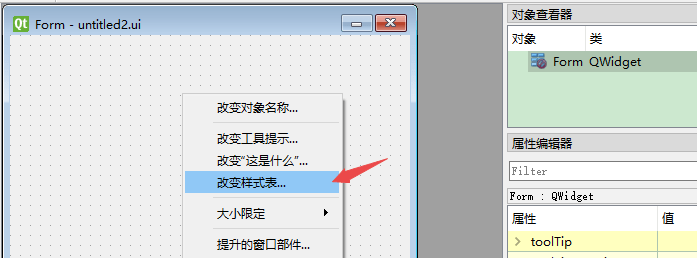 Qt Form - untitled2.ui
改变对象名称...
改变工具提示...
改变“这是什么”...
改变样式表...
大小限定
提升的窗口部件...
对象查看器
对象 类
Form QWidget
属性编辑器
Filter
Form : QWidget
属性 值
toolTip